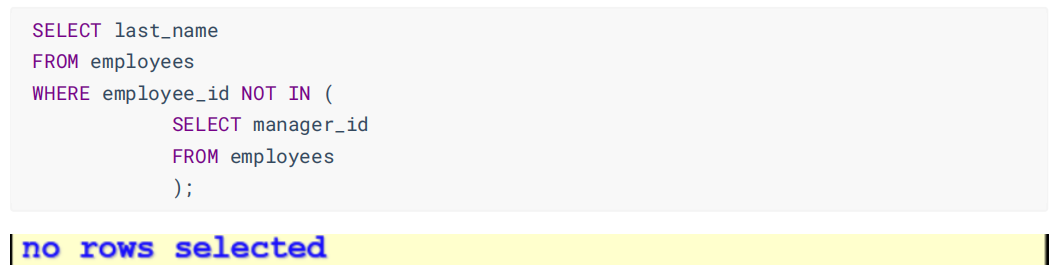 SELECT last_name
FROM employees
WHERE employee_id NOT IN (
SELECT manager_id
FROM employees
);
no rows selected